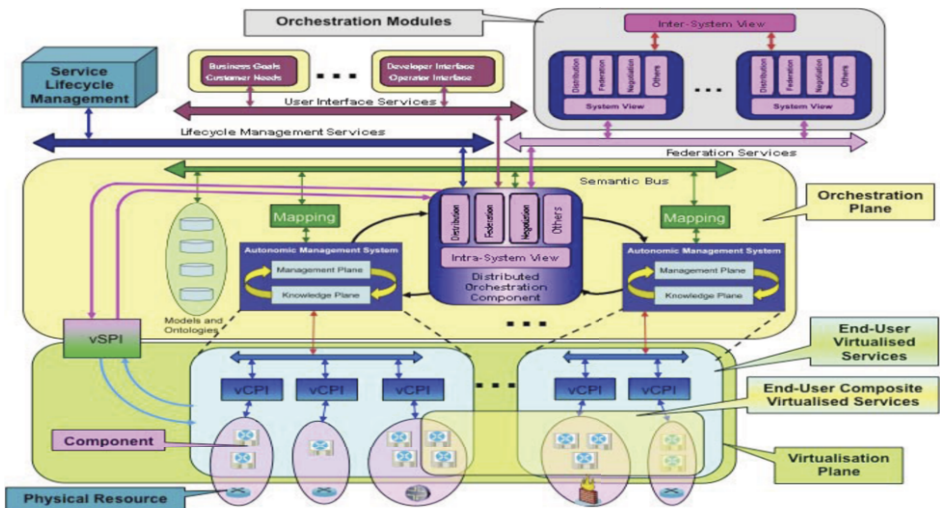 Orchestration Modules
Inter-System View
Distribution
Federation
Negotiation
Others
System View
...
Distribution
Federation
Negotiation
Others
System View
Service
Lifecycle
Management
Business Goals
Customer Needs
...
Developer Interface
Operator Interface
User Interface Services
Lifecycle Management Services
Federation Services
Semantic Bus
Orchestration
Plane
Mapping
Distribution
Federation
Negotiation
Others
Intra-System View
Distributed
Orchestration
Component
Mapping
Autonomic Management System
Management Plane
Knowledge Plane
Autonomic Management System
Management Plane
Knowledge Plane
Models and
Ontologies
...
vSPI
End-User
Virtualised
Services
vCPI
vCPI
vCPI
...
vCPI
vCPI
End-User Composite
Virtualised Services
Component
Virtualisation
Plane
Physical Resource